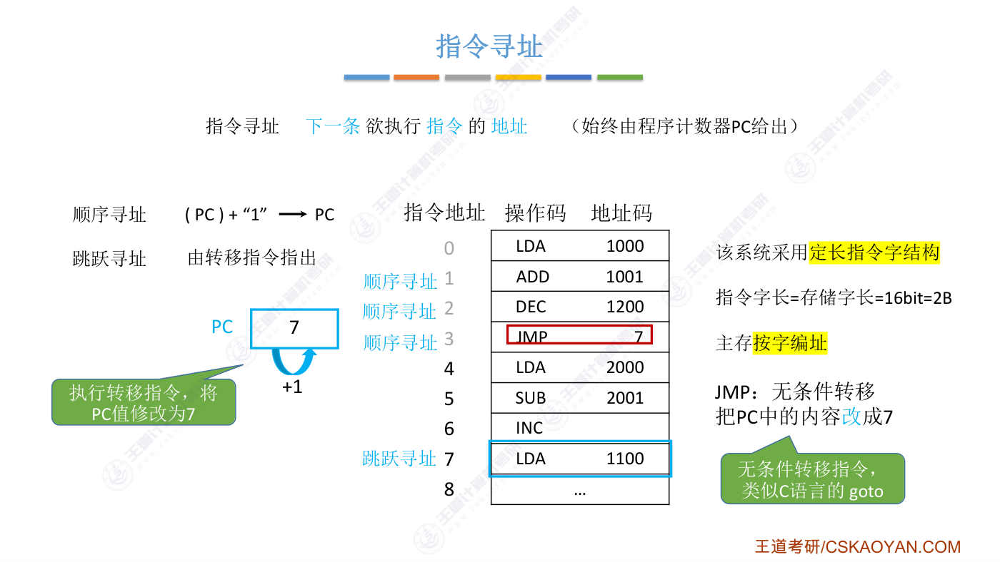 指令寻址
指令寻址 下一条 欲执行 指令 的 地址 （始终由程序计数器PC给出）
顺序寻址 ( PC ) + “1” PC
跳跃寻址 由转移指令指出
PC 7
+1
执行转移指令，将
PC值修改为7
指令地址 操作码 地址码
0 LDA 1000
顺序寻址 1 ADD 1001
顺序寻址 2 DEC 1200
顺序寻址 3 JMP 7
4 LDA 2000
5 SUB 2001
6 INC
跳跃寻址 7 LDA 1100
8 …
该系统采用定长指令字结构
指令字长=存储字长=16bit=2B
主存按字编址
JMP：无条件转移
把PC中的内容改成7
无条件转移指令，
类似C语言的 goto
王道考研/CSKAOYAN.COM